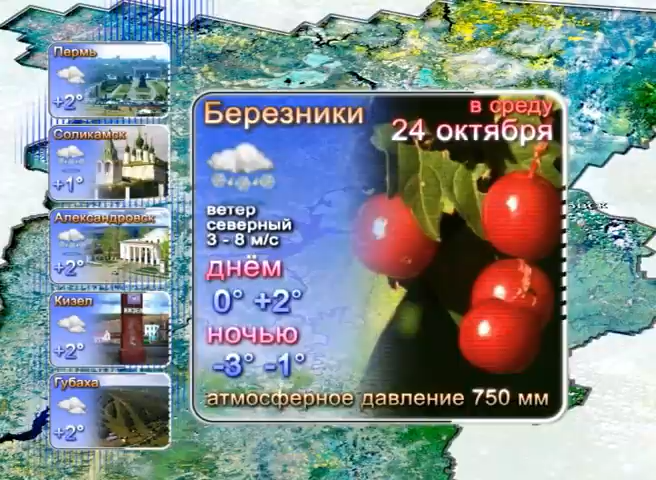 Пермь
+2°
Соликамск
+1°
Александровск
+2°
Кизел
+2°
Губаха
+2°
Березники
в среду
24 октября
ветер
северный
3 - 8 м/с
днём
0° +2°
ночью
-3° -1°
атмосферное давление 750 мм